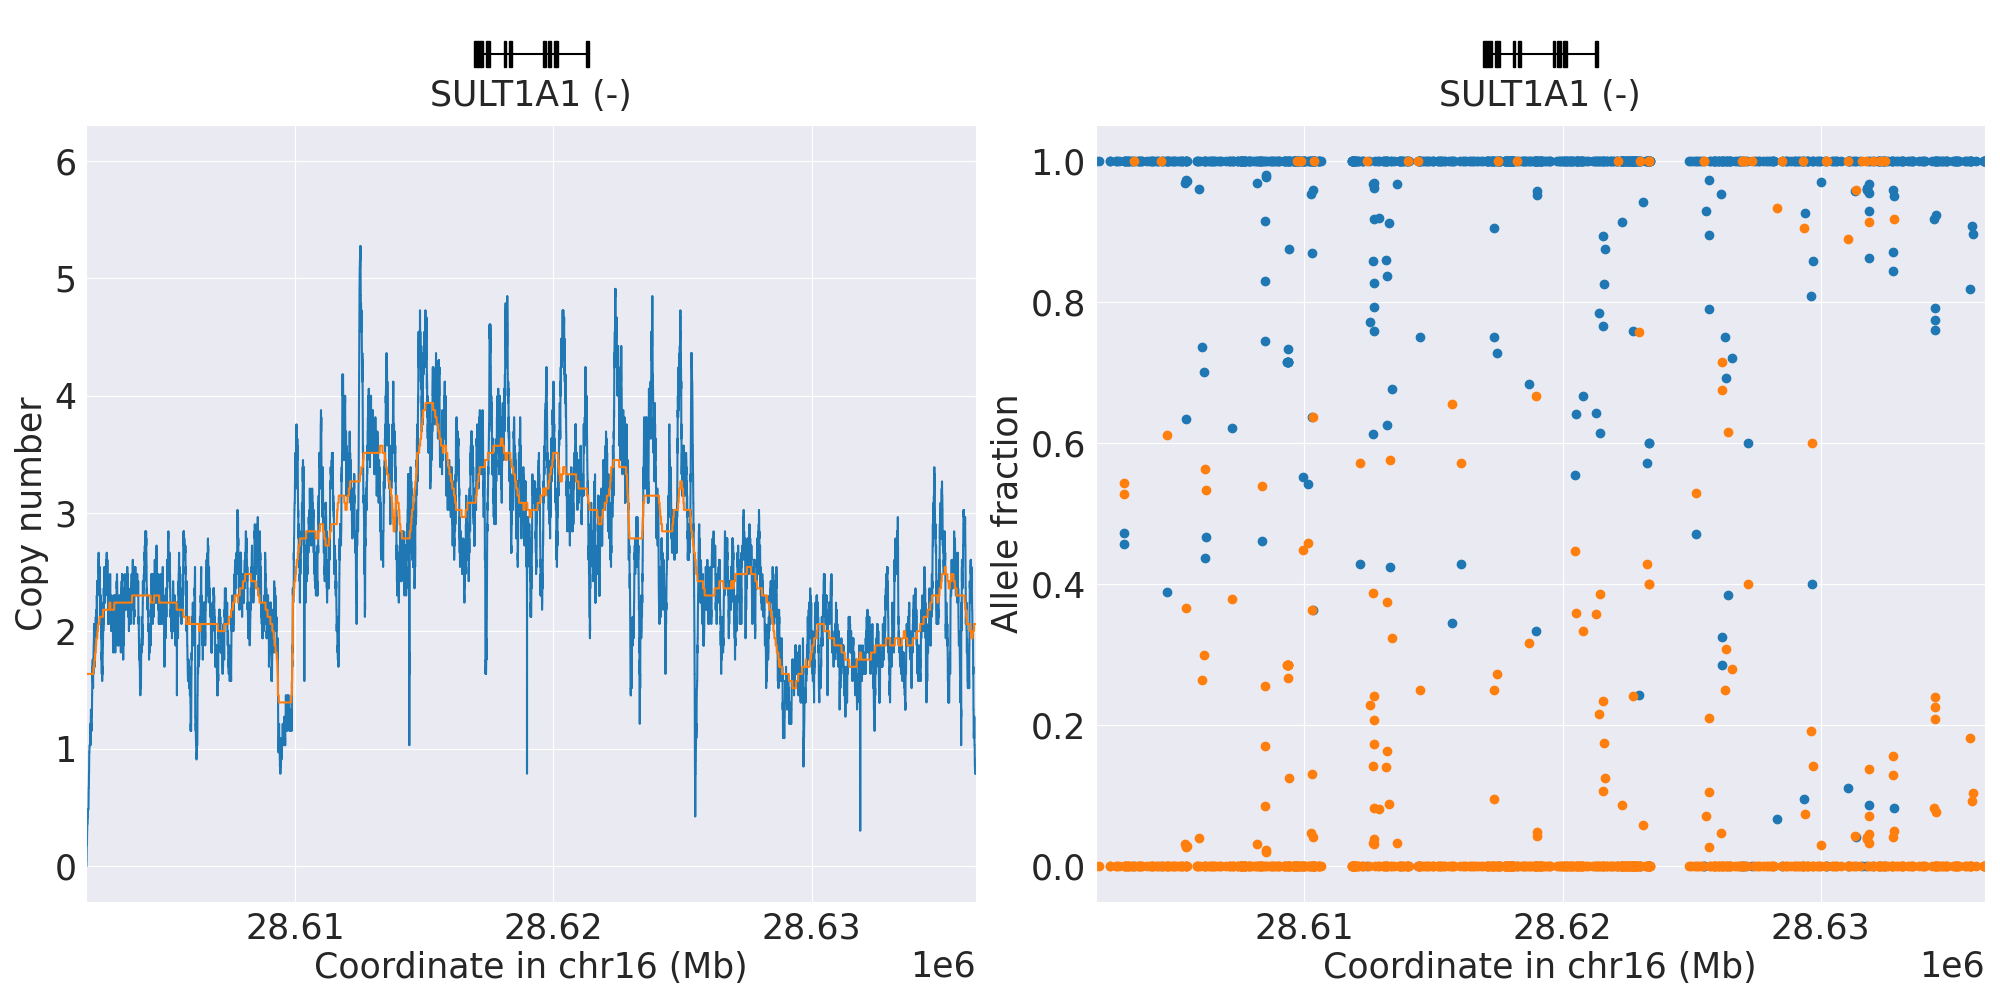 SULT1A1 (-)
6
5
4
3
2
1
0
Copy number
28.61
28.62
28.63
Coordinate in chr16 (Mb)
1e6
SULT1A1 (-)
1.0
0.8
0.6
0.4
0.2
0.0
Allele fraction
28.61
28.62
28.63
Coordinate in chr16 (Mb)
1e6